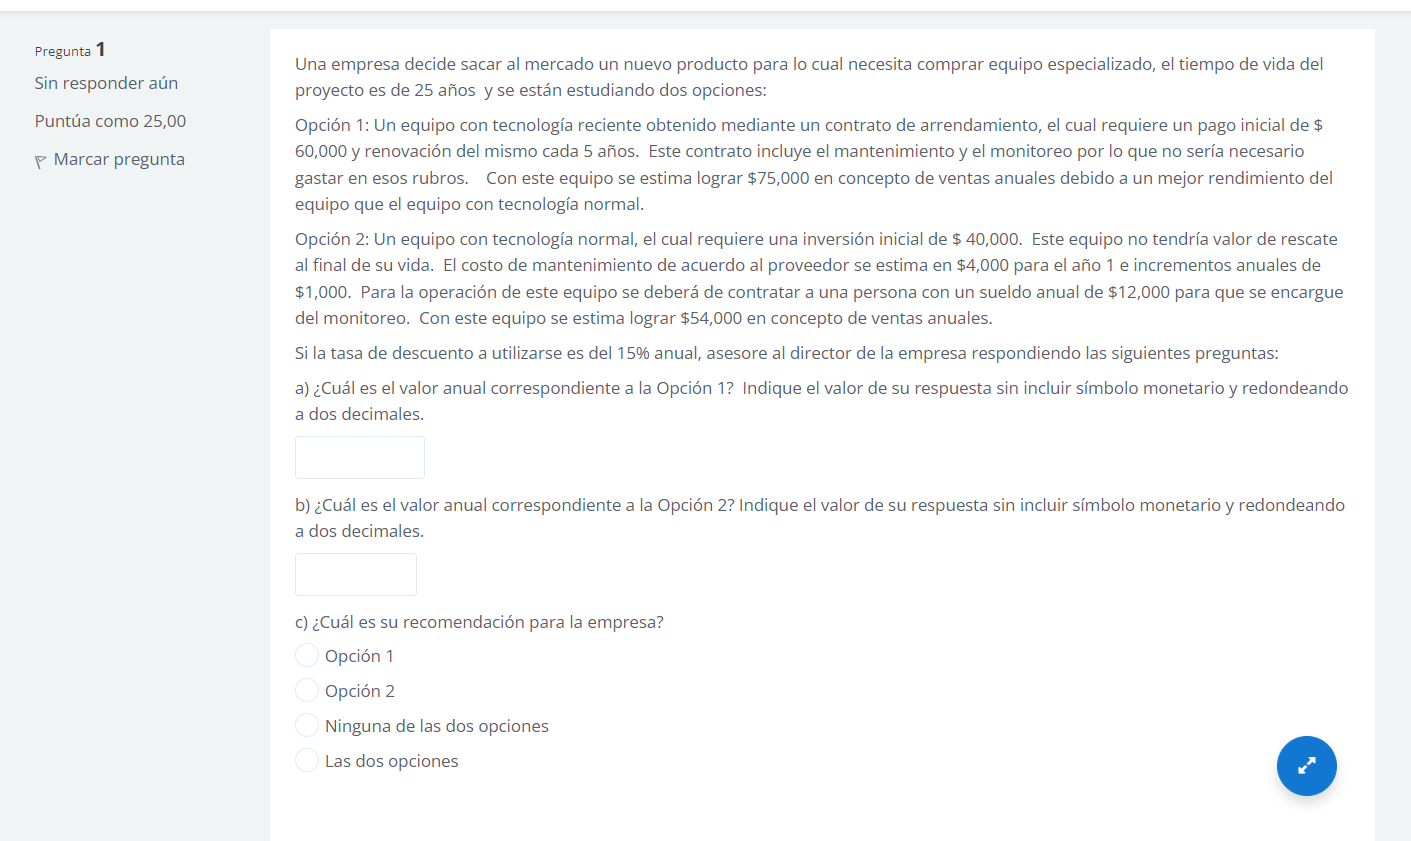 Pregunta 1
Sin responder aún
Puntúa como 25,00
Marcar pregunta
Una empresa decide sacar al mercado un nuevo producto para lo cual necesita comprar equipo especializado, el tiempo de vida del
proyecto es de 25 años  y se están estudiando dos opciones:
Opción 1: Un equipo con tecnología reciente obtenido mediante un contrato de arrendamiento, el cual requiere un pago inicial de $
60,000 y renovación del mismo cada 5 años.  Este contrato incluye el mantenimiento y el monitoreo por lo que no sería necesario
gastar en esos rubros.    Con este equipo se estima lograr $75,000 en concepto de ventas anuales debido a un mejor rendimiento del
equipo que el equipo con tecnología normal.
Opción 2: Un equipo con tecnología normal, el cual requiere una inversión inicial de $ 40,000.  Este equipo no tendría valor de rescate
al final de su vida.  El costo de mantenimiento de acuerdo al proveedor se estima en $4,000 para el año 1 e incrementos anuales de
$1,000.  Para la operación de este equipo se deberá de contratar a una persona con un sueldo anual de $12,000 para que se encargue
del monitoreo.  Con este equipo se estima lograr $54,000 en concepto de ventas anuales.
Si la tasa de descuento a utilizarse es del 15% anual, asesore al director de la empresa respondiendo las siguientes preguntas:
a) ¿Cuál es el valor anual correspondiente a la Opción 1?  Indique el valor de su respuesta sin incluir símbolo monetario y redondeando
a dos decimales.
b) ¿Cuál es el valor anual correspondiente a la Opción 2? Indique el valor de su respuesta sin incluir símbolo monetario y redondeando
a dos decimales.
c) ¿Cuál es su recomendación para la empresa?
Opción 1
Opción 2
Ninguna de las dos opciones
Las dos opciones